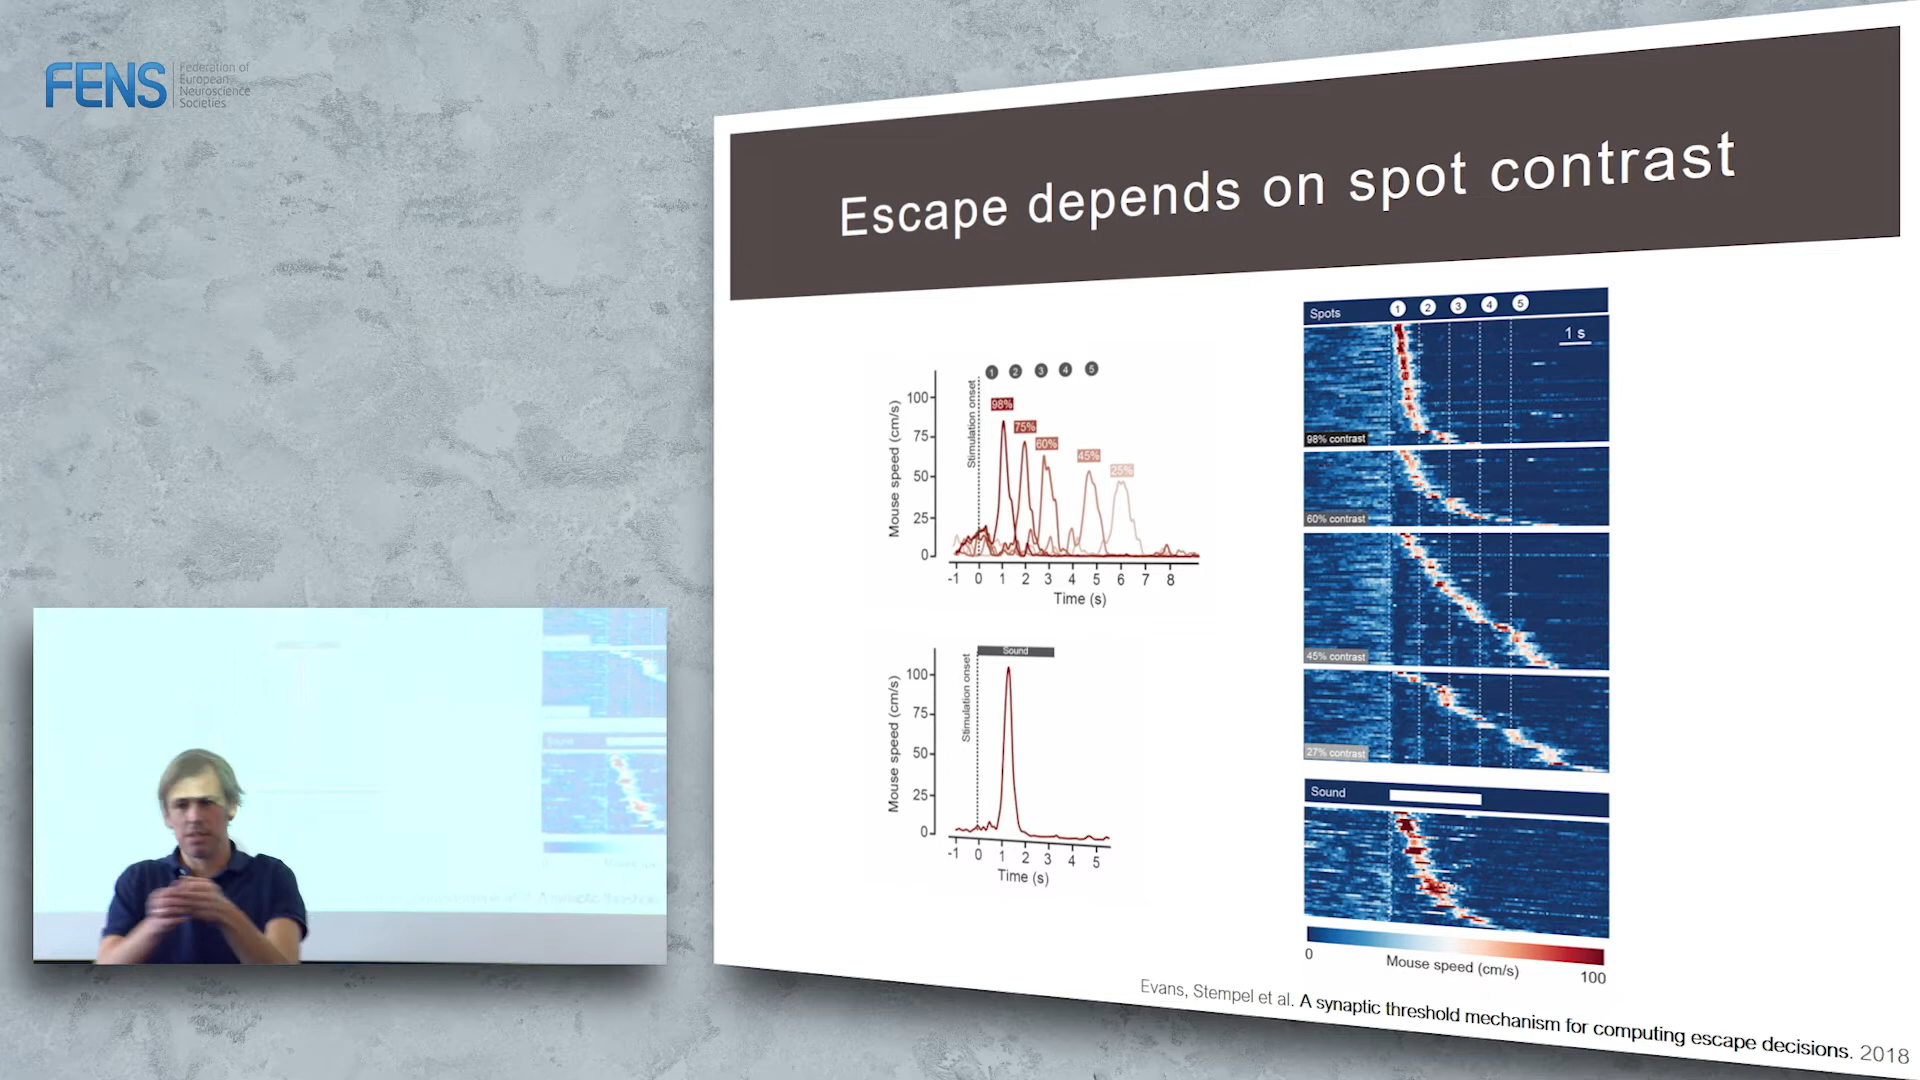 FENS
Federation of
European
Neuroscience
Societies
Escape depends on spot contrast
1 2 3 4 5
Stimulation onset
98%
75%
60%
45%
25%
Mouse speed (cm/s)
100
75
50
25
0
-1 0 1 2 3 4 5 6 7 8
Time (s)
Sound
Stimulation onset
Mouse speed (cm/s)
100
75
50
25
0
-1 0 1 2 3 4 5
Time (s)
Spots 1 2 3 4 5
1 s
98% contrast
60% contrast
45% contrast
27% contrast
Sound
0 Mouse speed (cm/s) 100
Evans, Stempel et al. A synaptic threshold mechanism for computing escape decisions. 2018